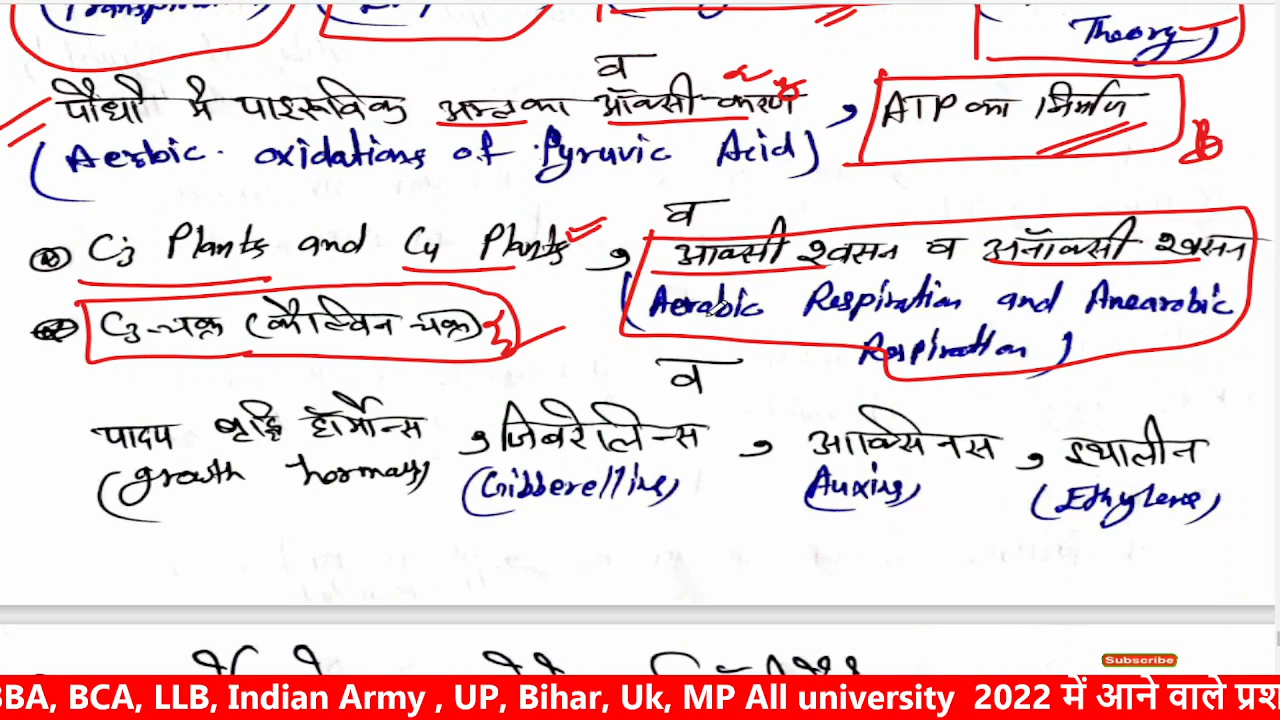 Theory)
व
पौधों में पाइरूविक अम्ल का ऑक्सीकरण , ATP का निर्माण
(Aerobic oxidations of Pyruvic Acid)
व
C3 Plants and C4 Plants , आक्सी श्वसन व अनॉक्सी श्वसन
(Aerobic Respiration and Anearobic
C3-चक्र (कैल्विन चक्र)
Respiration)
व
पादप वृद्धि हॉर्मोन्स , जिबरेलिन्स , आक्सिनस , इथालीन
(growth hormons) (Gibberellins) (Auxins) (Ethylene)
Subscribe
BBA, BCA, LLB, Indian Army , UP, Bihar, Uk, MP All university 2022 में आने वाले प्रश